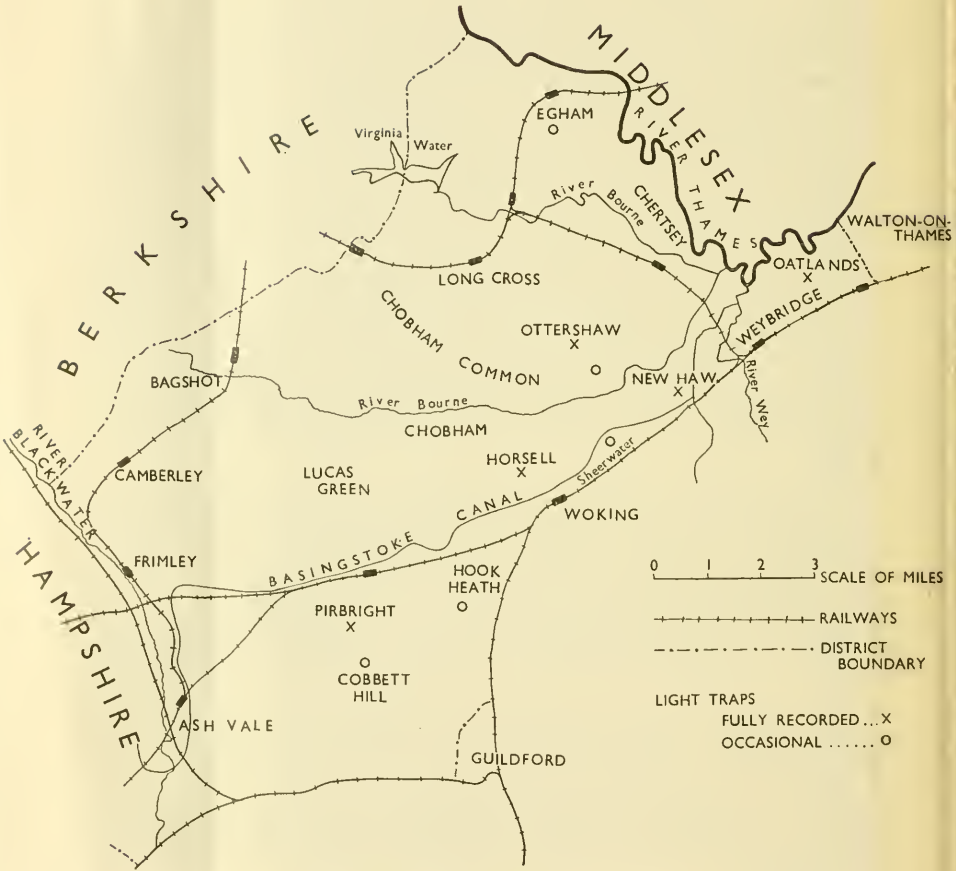 MIDDLESEX
RIVER THAMES
EGHAM
Virginia Water
BERKSHIRE
River Bourne
CHERTSEY
WALTON-ON-
THAMES
OATLANDS
LONG CROSS
CHOBHAM
COMMON
OTTERSHAW
WEYBRIDGE
BAGSHOT
NEW HAW
River Wey
River Bourne
CHOBHAM
RIVER
BLACKWATER
CAMBERLEY
LUCAS
GREEN
HORSELL
Sheerwater
BASINGSTOKE CANAL
WOKING
FRIMLEY
HAMPSHIRE
HOOK
HEATH
PIRBRIGHT
X
COBBETT
HILL
ASH VALE
GUILDFORD
0 1 2 3
SCALE OF MILES
RAILWAYS
DISTRICT
BOUNDARY
LIGHT TRAPS
FULLY RECORDED ... X
OCCASIONAL ...... O